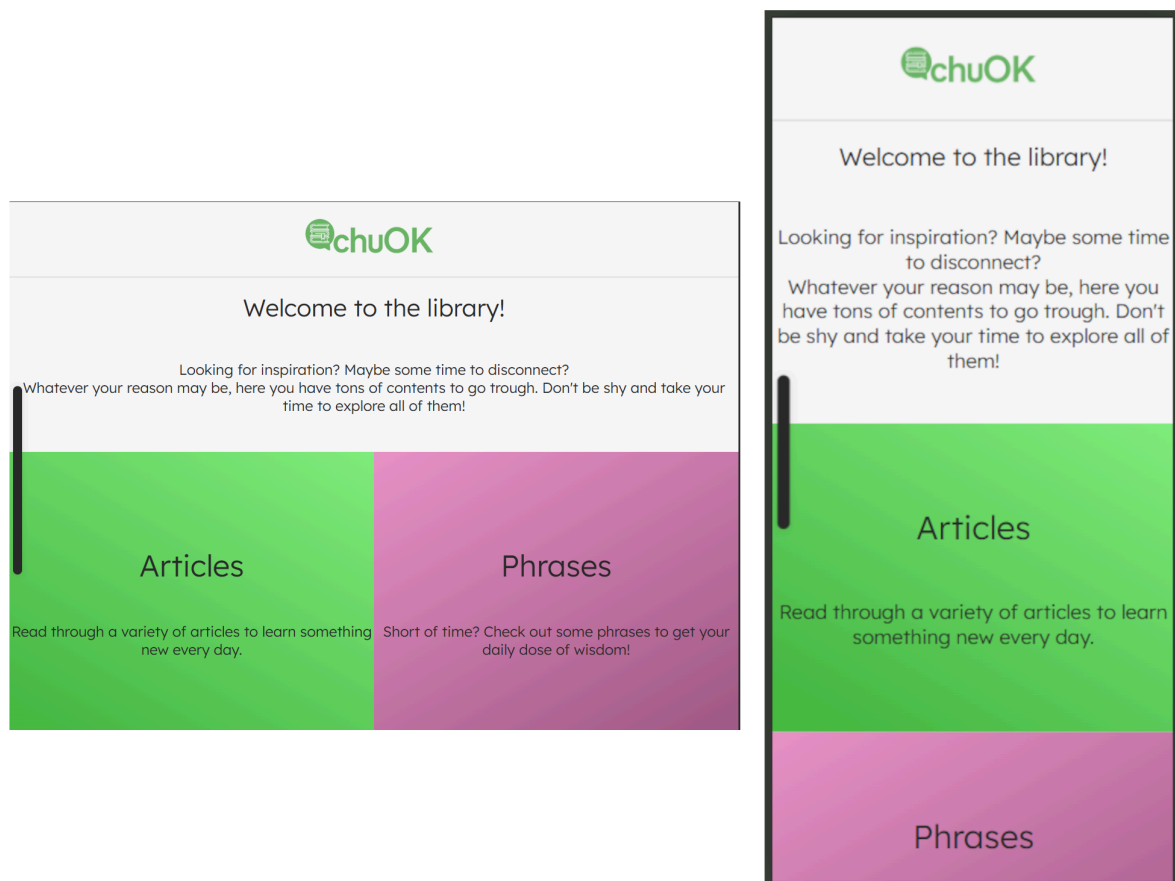 chuOK
Welcome to the library!
Looking for inspiration? Maybe some time to disconnect?
Whatever your reason may be, here you have tons of contents to go trough. Don't be shy and take your
time to explore all of them!
Articles
Read through a variety of articles to learn something
new every day.
Phrases
Short of time? Check out some phrases to get your
daily dose of wisdom!
chuOK
Welcome to the library!
Looking for inspiration? Maybe some time
to disconnect?
Whatever your reason may be, here you
have tons of contents to go trough. Don't
be shy and take your time to explore all of
them!
Articles
Read through a variety of articles to learn
something new every day.
Phrases